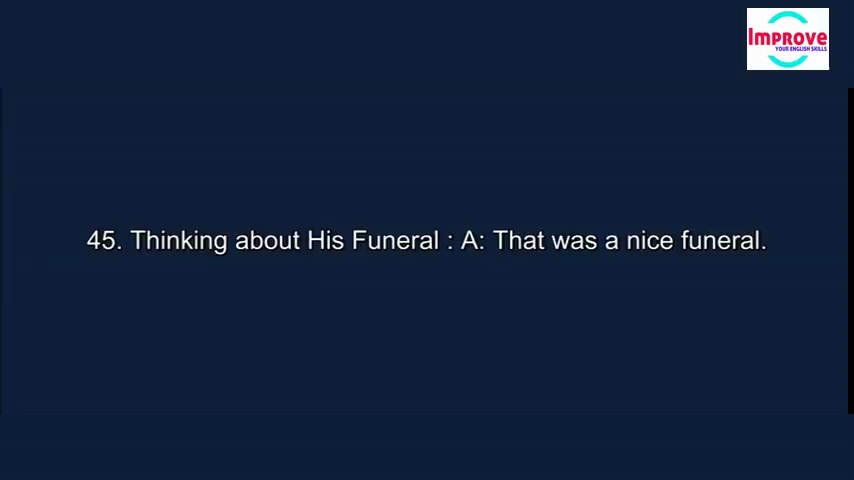 Improve
YOUR ENGLISH SKILLS
45. Thinking about His Funeral : A: That was a nice funeral.